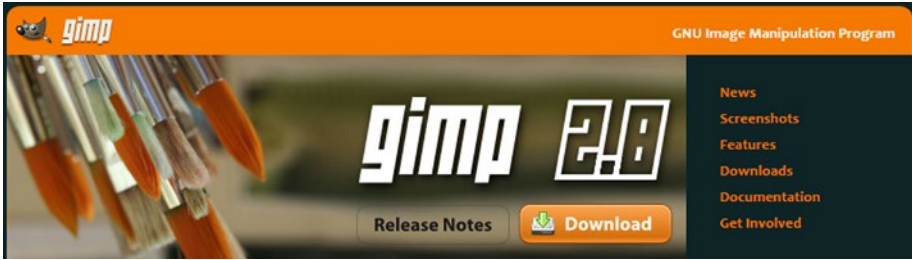 gimp
GNU Image Manipulation Program
gimp 2.8
Release Notes
Download
News
Screenshots
Features
Downloads
Documentation
Get Involved